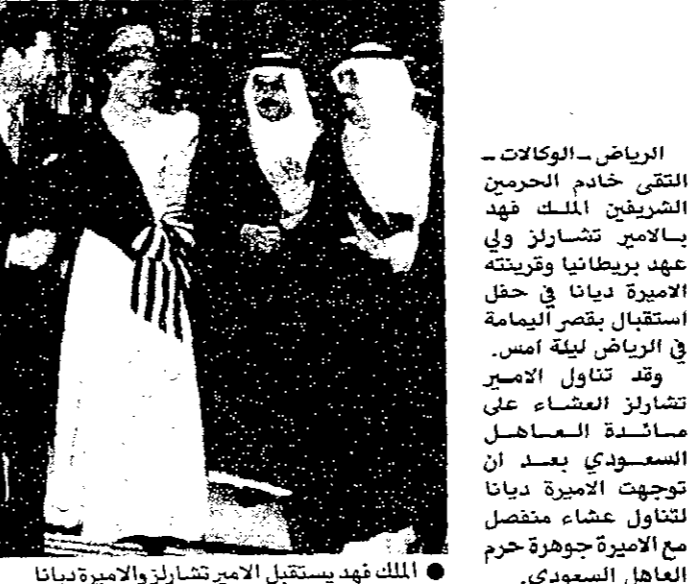 الرياض ـ الوكالات ـ
التقى خادم الحرمين
الشريفين الملك فهد
بالامير تشارلز ولي
عهد بريطانيا وقرينته
الاميرة ديانا في حفل
استقبال بقصر اليمامة
في الرياض ليلة امس.
وقد تناول الامير
تشارلز العشاء على
مائدة العاهل
السعودي بعد ان
توجهت الاميرة ديانا
لتناول عشاء منفصل
مع الاميرة جوهرة حرم
العاهل السعودي.
● الملك فهد يستقبل الامير تشارلز والاميرة ديانا